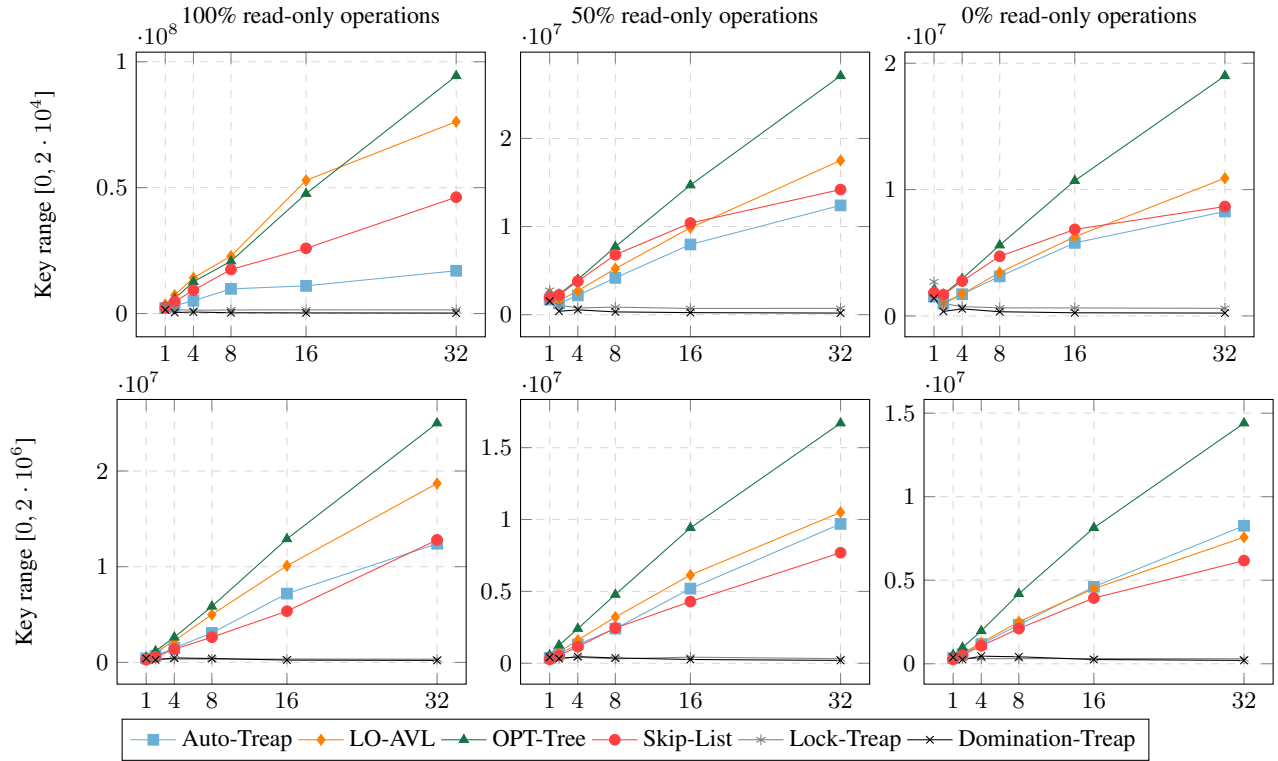 100% read-only operations
50% read-only operations
0% read-only operations
Key range [0, 2 · 10^4]
·10^8
1
0.5
0
1 4 8 16 32
·10^7
2
1
0
1 4 8 16 32
·10^7
2
1
0
1 4 8 16 32
Key range [0, 2 · 10^6]
·10^7
2
1
0
1 4 8 16 32
·10^7
1.5
1
0.5
0
1 4 8 16 32
·10^7
1.5
1
0.5
0
1 4 8 16 32
Auto-Treap LO-AVL OPT-Tree Skip-List Lock-Treap Domination-Treap